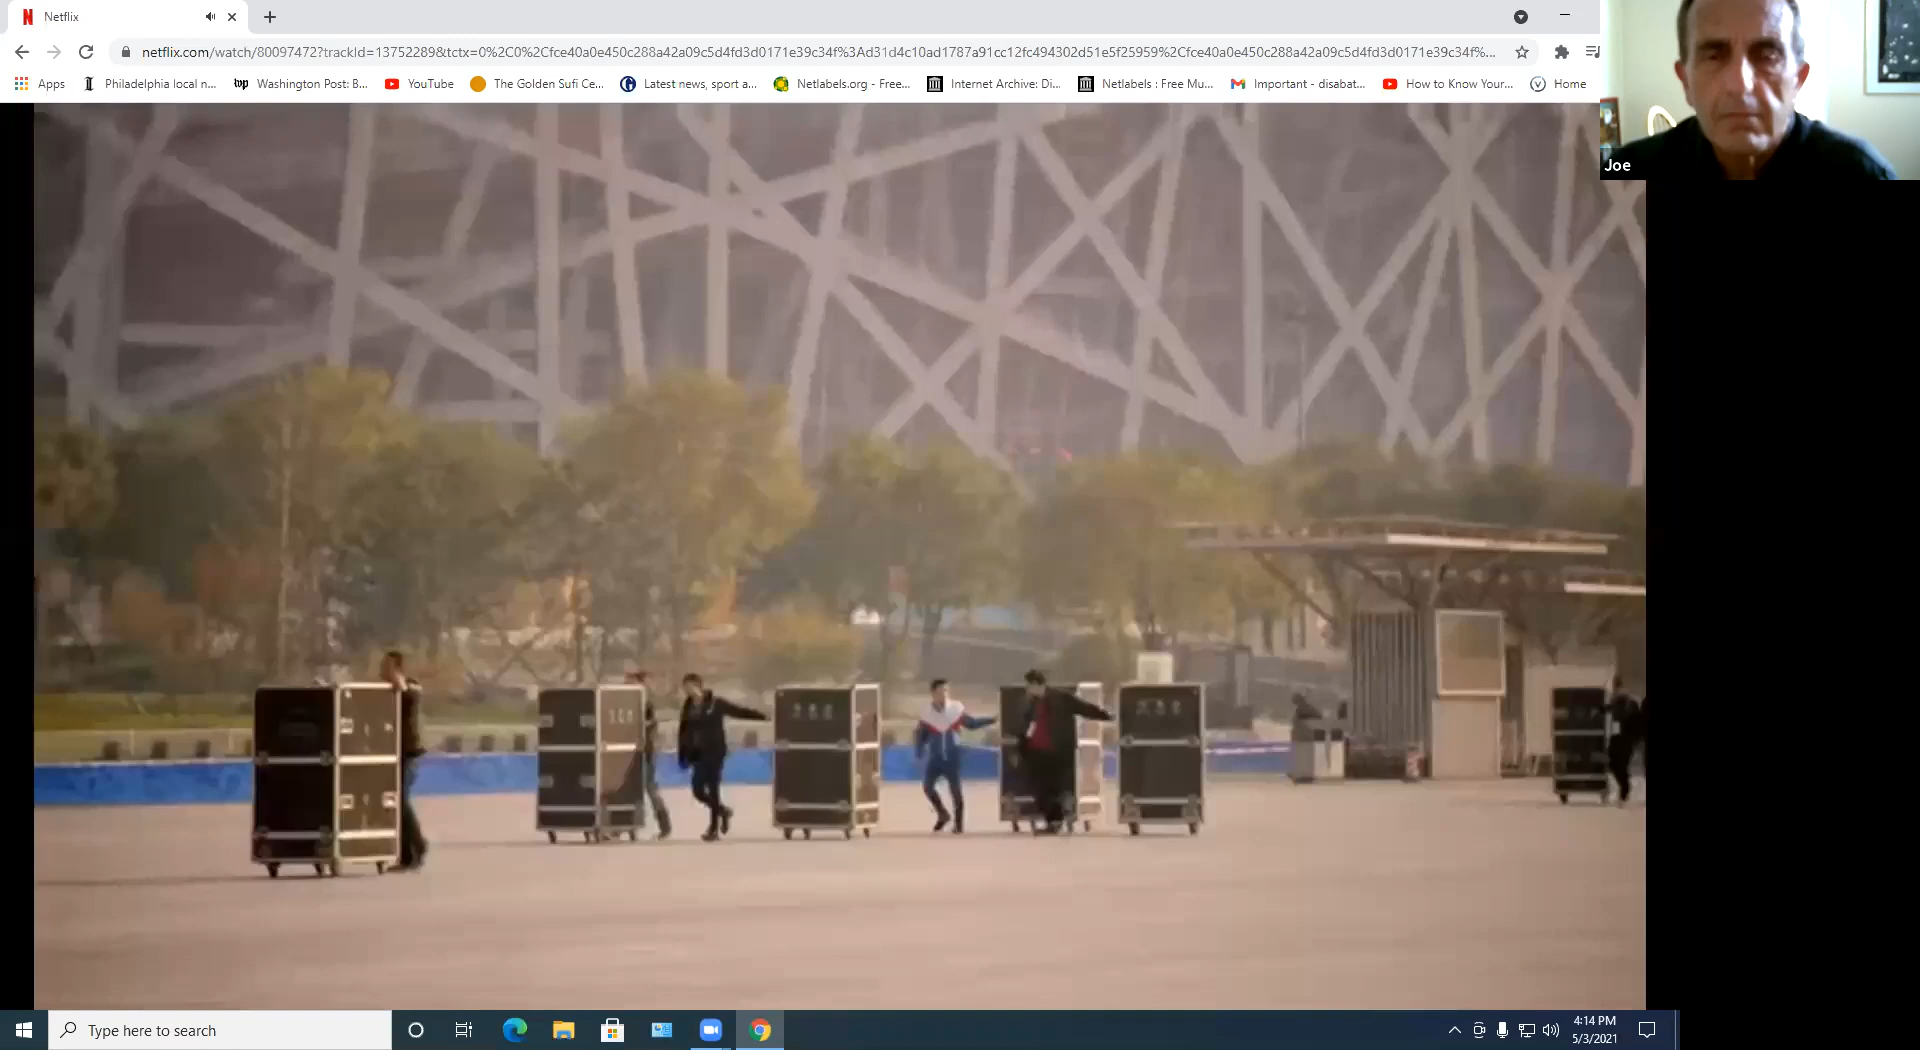 Netflix
netflix.com/watch/80097472?trackId=13752289&tctx=0%2C0%2Cfce40a0e450c288a42a09c5d4fd3d0171e39c34f%3Ad31d4c10ad1787a91cc12fc494302d51e5f25959%2Cfce40a0e450c288a42a09c5d4fd3d0171e39c34f%...
Apps Philadelphia local n... wp Washington Post: B... YouTube The Golden Sufi Ce... Latest news, sport a... Netlabels.org - Free... Internet Archive: Di... Netlabels : Free Mu... Important - disabat... How to Know Your... Home
Joe
Type here to search
4:14 PM
5/3/2021